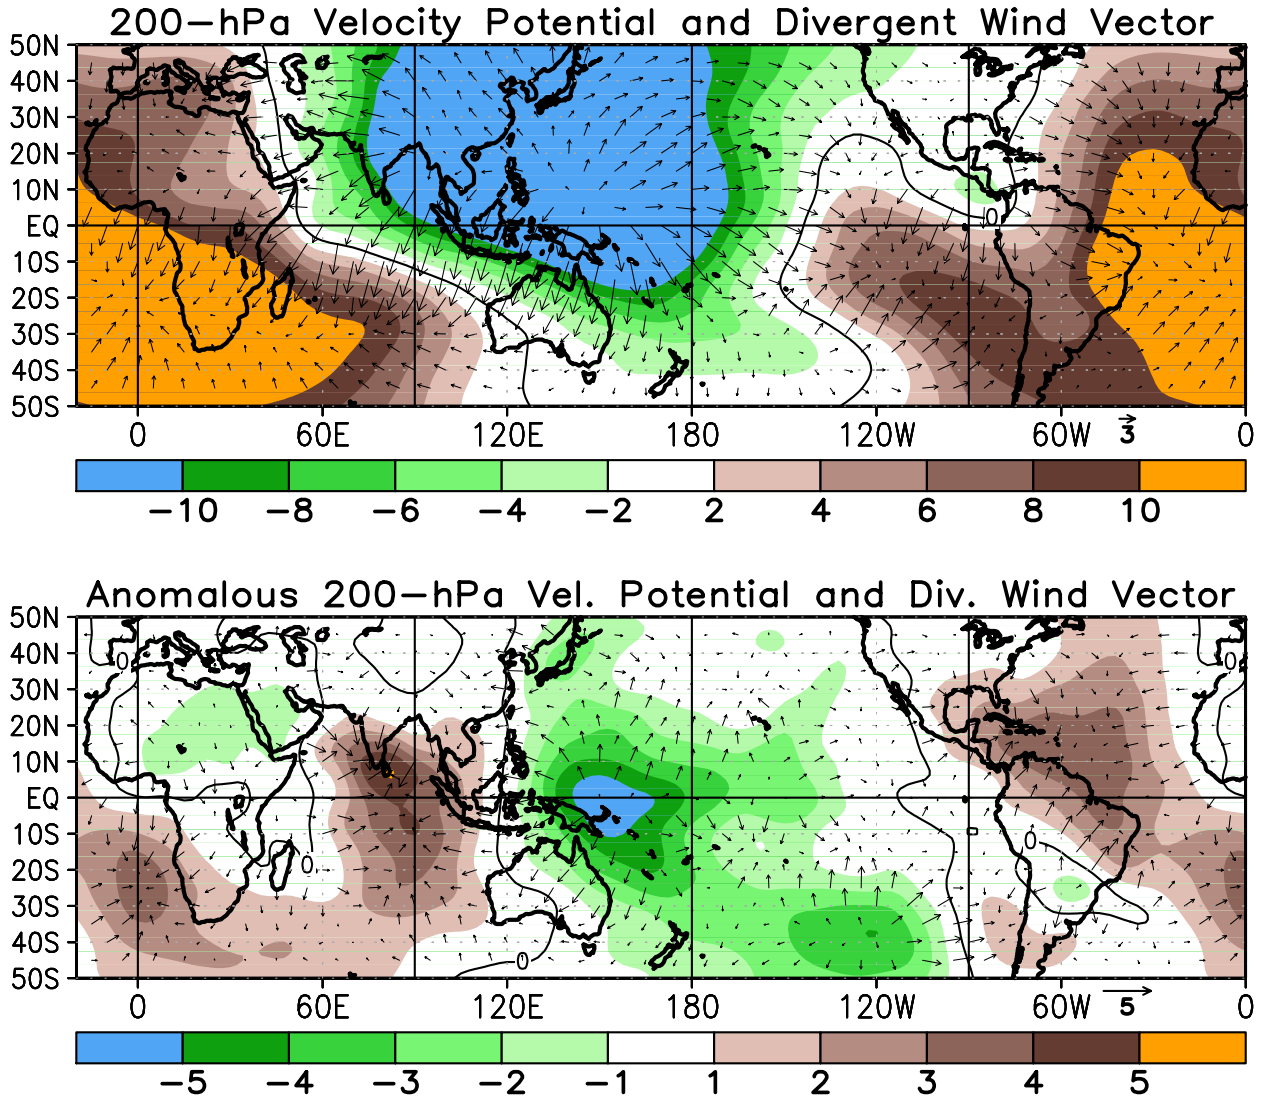 200-hPa Velocity Potential and Divergent Wind Vector
50N
40N
30N
20N
10N
EQ
10S
20S
30S
40S
50S
0
0 60E 120E 180 120W 60W 0
3
-10 -8 -6 -4 -2 2 4 6 8 10
Anomalous 200-hPa Vel. Potential and Div. Wind Vector
50N
40N
30N
20N
10N
EQ
10S
20S
30S
40S
50S
0
0
0
0
0
0 60E 120E 180 120W 60W 0
5
-5 -4 -3 -2 -1 1 2 3 4 5